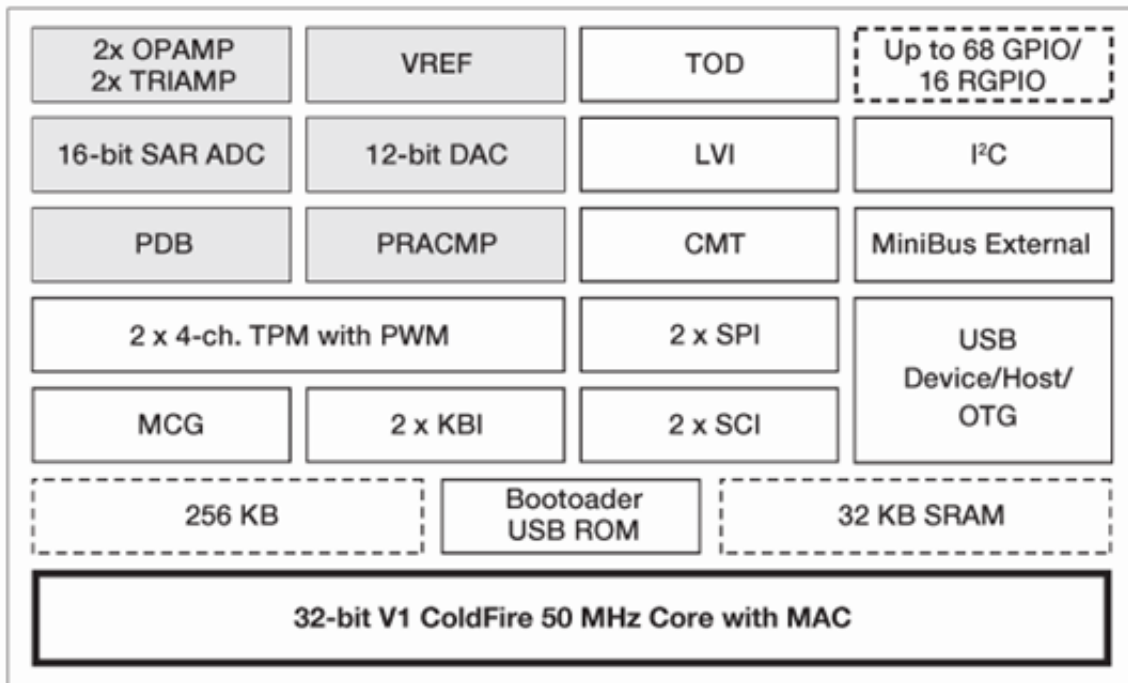 2x OPAMP
2x TRIAMP
VREF
TOD
Up to 68 GPIO/
16 RGPIO
16-bit SAR ADC
12-bit DAC
LVI
I²C
PDB
PRACMP
CMT
MiniBus External
2 x 4-ch. TPM with PWM
2 x SPI
USB
Device/Host/
OTG
MCG
2 x KBI
2 x SCI
256 KB
Bootoader
USB ROM
32 KB SRAM
32-bit V1 ColdFire 50 MHz Core with MAC